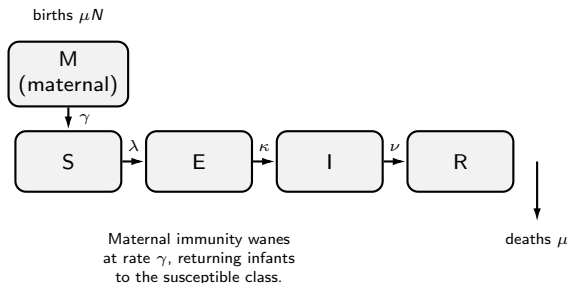 births μN
M
(maternal)
γ
S
λ
E
κ
I
ν
R
Maternal immunity wanes
at rate γ, returning infants
to the susceptible class.
deaths μ